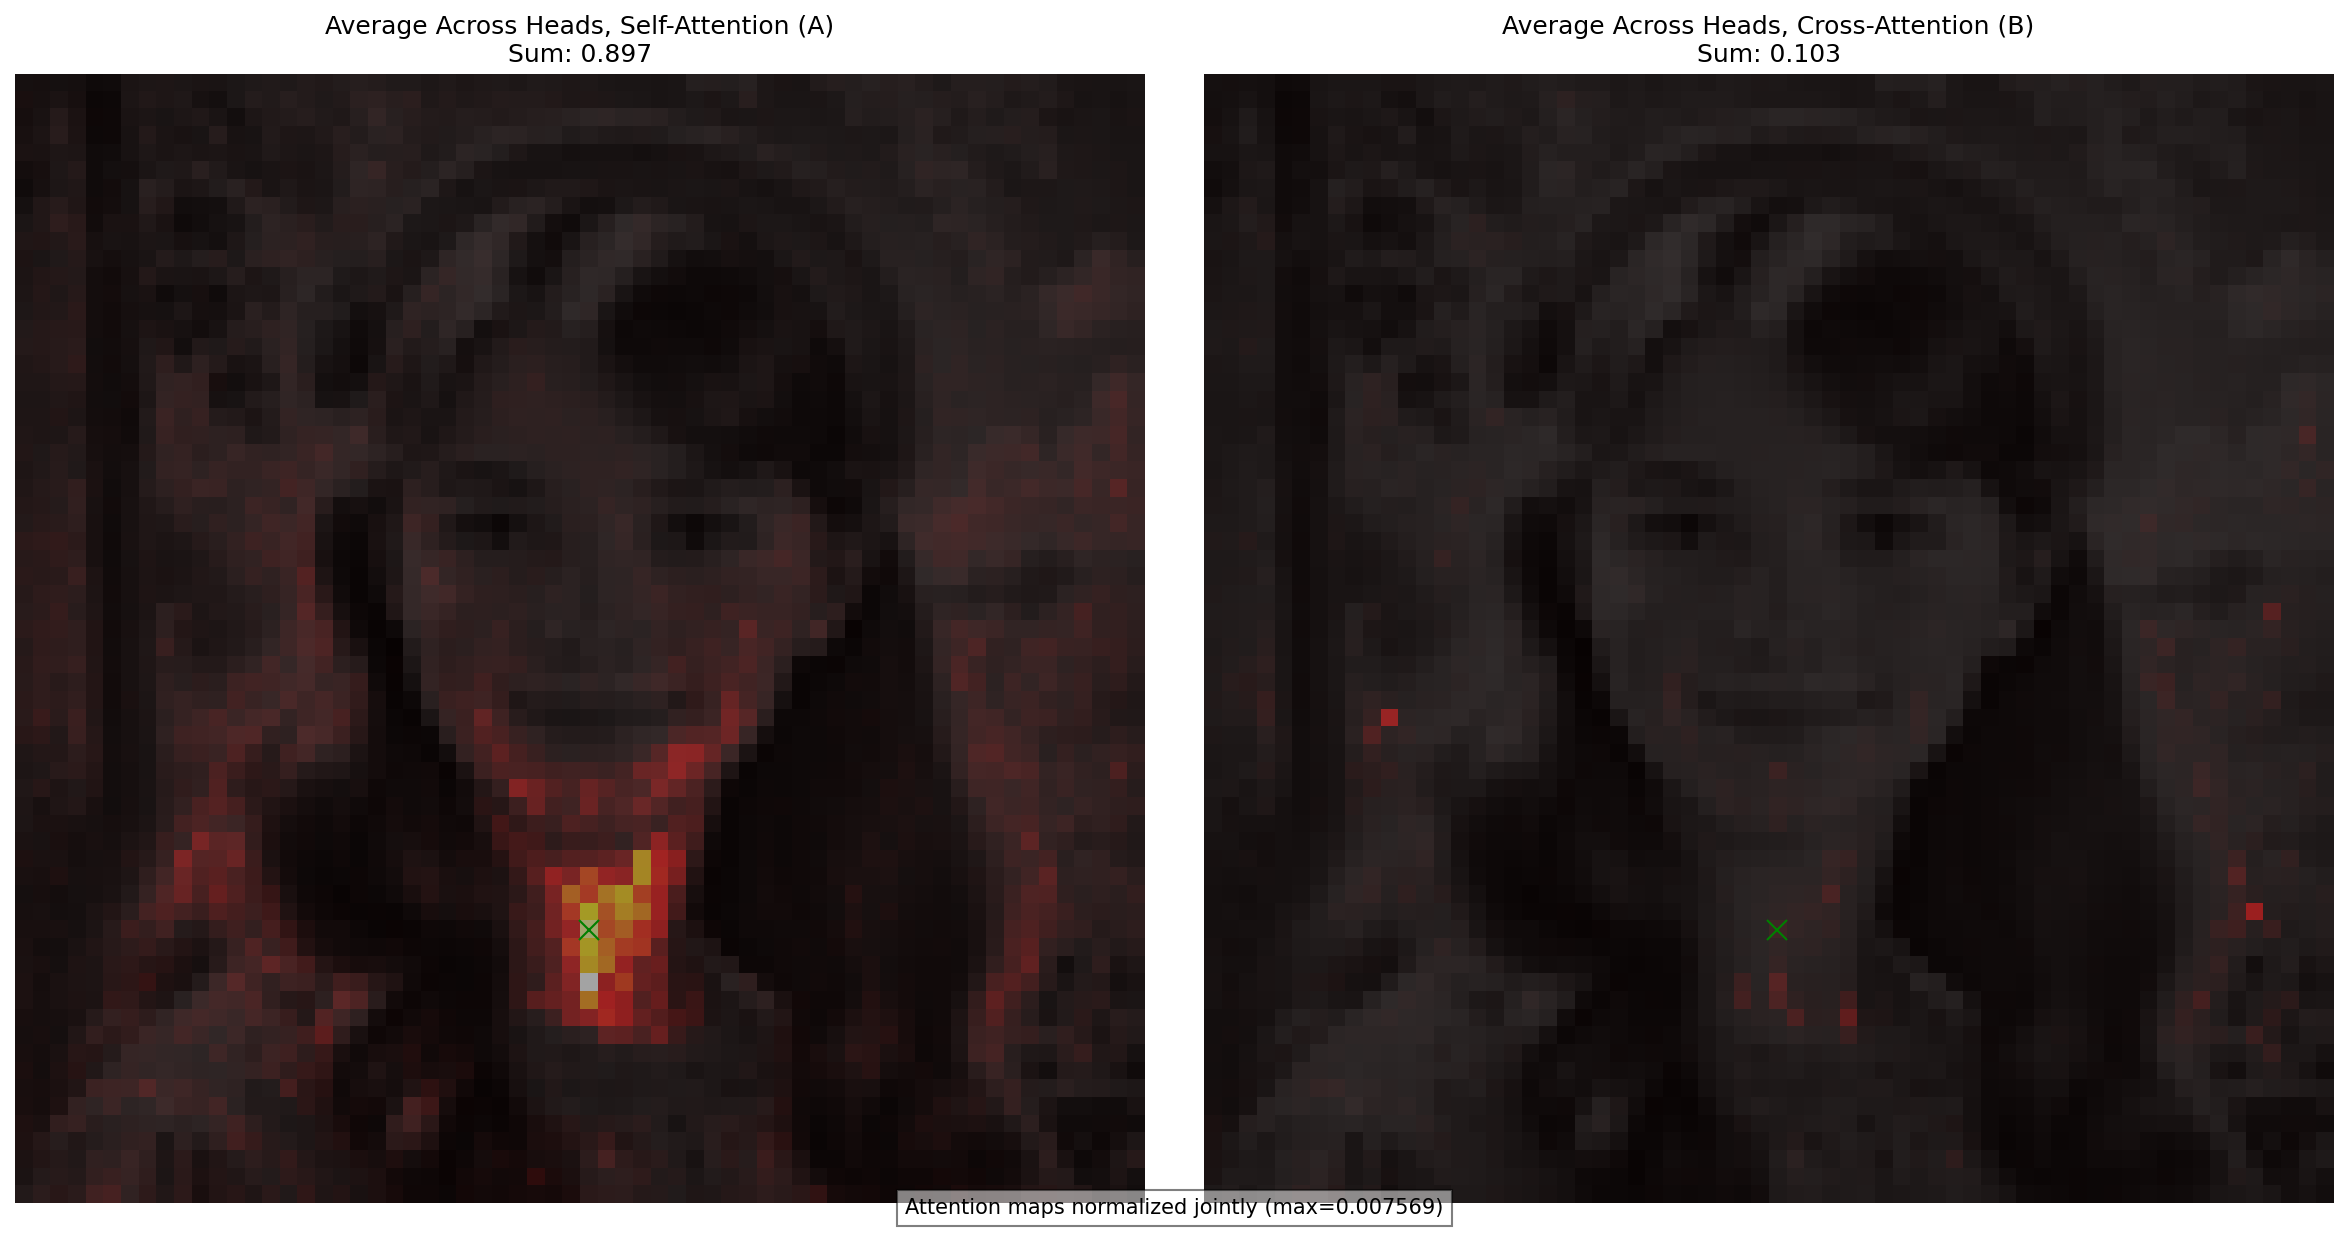 Average Across Heads, Self-Attention (A)
Sum: 0.897
Average Across Heads, Cross-Attention (B)
Sum: 0.103
Attention maps normalized jointly (max=0.007569)